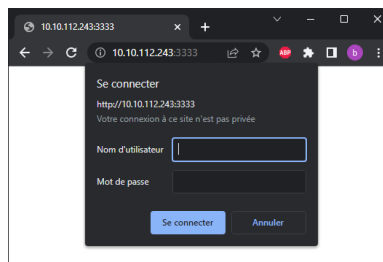 10.10.112.243:3333
10.10.112.243:3333
ABP
b
Se connecter
http://10.10.112.243:3333
Votre connexion à ce site n'est pas privée
Nom d'utilisateur
Mot de passe
Se connecter Annuler